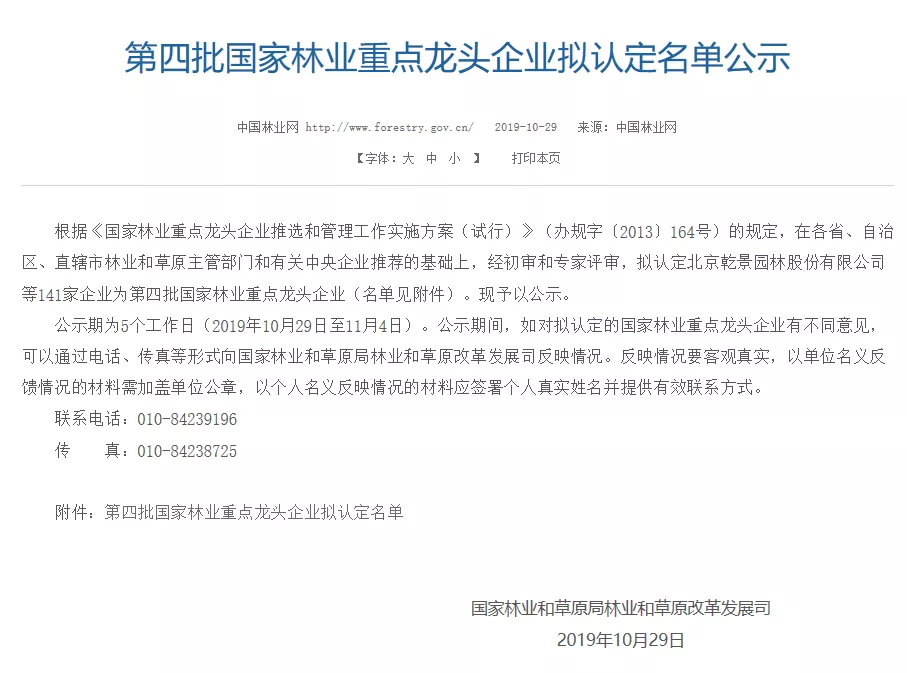 第四批国家林业重点龙头企业拟认定名单公示
中国林业网 http://www.forestry.gov.cn/ 2019-10-29 来源：中国林业网
【字体：大 中 小 】 打印本页
根据《国家林业重点龙头企业推选和管理工作实施方案（试行）》（办规字〔2013〕164号）的规定，在各省、自治
区、直辖市林业和草原主管部门和有关中央企业推荐的基础上，经初审和专家评审，拟认定北京乾景园林股份有限公司
等141家企业为第四批国家林业重点龙头企业（名单见附件）。现予以公示。
公示期为5个工作日（2019年10月29日至11月4日）。公示期间，如对拟认定的国家林业重点龙头企业有不同意见，
可以通过电话、传真等形式向国家林业和草原局林业和草原改革发展司反映情况。反映情况要客观真实，以单位名义反
馈情况的材料需加盖单位公章，以个人名义反映情况的材料应签署个人真实姓名并提供有效联系方式。
联系电话：010-84239196
传　　真：010-84238725
附件：第四批国家林业重点龙头企业拟认定名单
国家林业和草原局林业和草原改革发展司
2019年10月29日